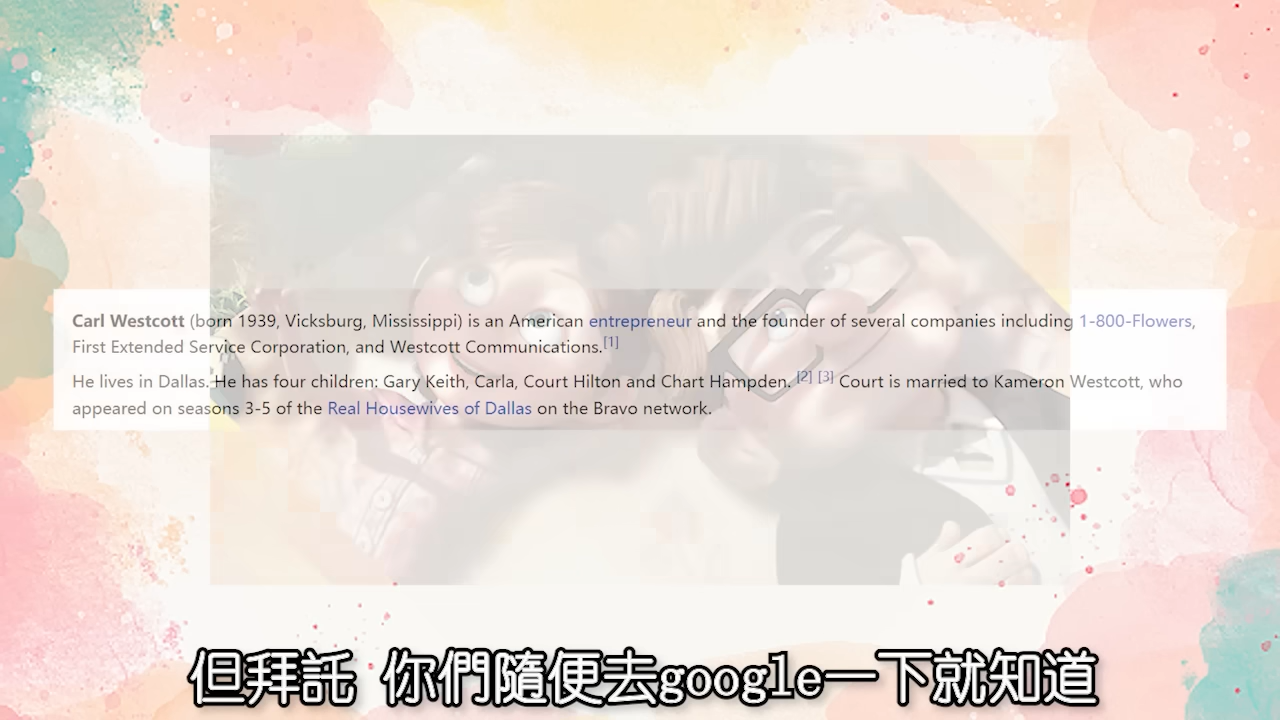 Carl Westcott (born 1939, Vicksburg, Mississippi) is an American entrepreneur and the founder of several companies including 1-800-Flowers,
First Extended Service Corporation, and Westcott Communications.[1]
He lives in Dallas. He has four children: Gary Keith, Carla, Court Hilton and Chart Hampden. [2] [3] Court is married to Kameron Westcott, who
appeared on seasons 3-5 of the Real Housewives of Dallas on the Bravo network.
但拜託 你們隨便去google一下就知道